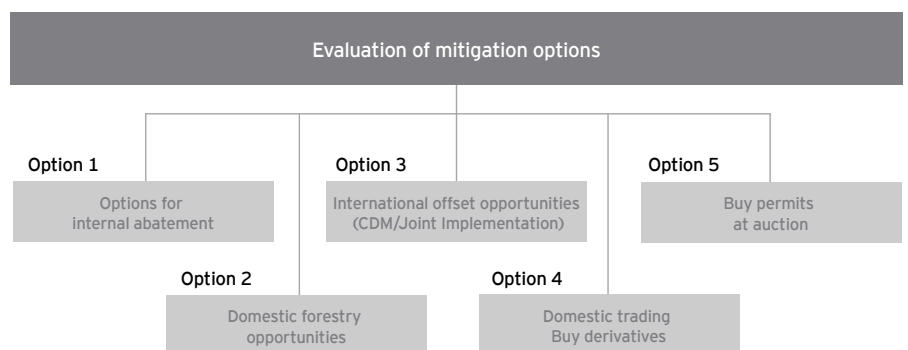 Evaluation of mitigation options
Option 1
Options for
internal abatement
Option 2
Domestic forestry
opportunities
Option 3
International offset opportunities
(CDM/Joint Implementation)
Option 4
Domestic trading
Buy derivatives
Option 5
Buy permits
at auction